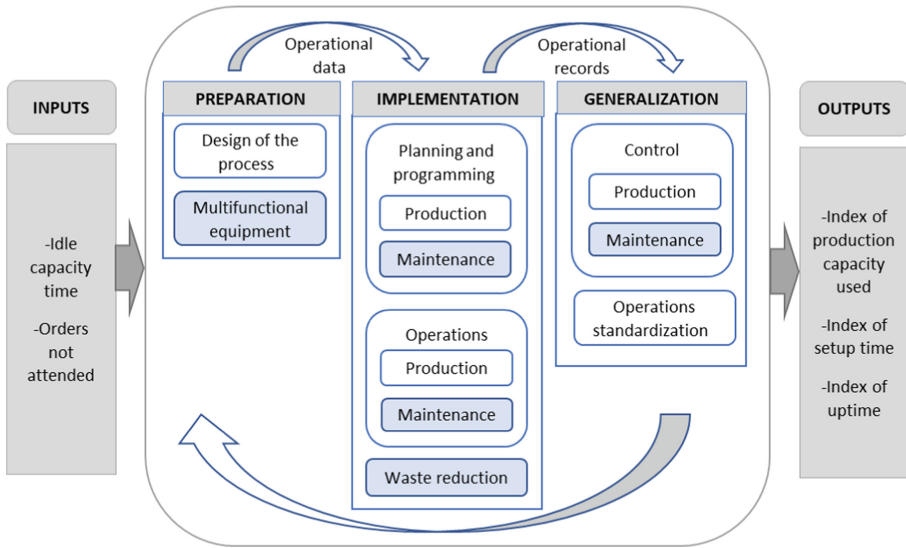 INPUTS
-Idle
capacity
time
-Orders
not
attended
Operational
data
Operational
records
PREPARATION
Design of the
process
Multifunctional
equipment
IMPLEMENTATION
Planning and
programming
Production
Maintenance
Operations
Production
Maintenance
Waste reduction
GENERALIZATION
Control
Production
Maintenance
Operations
standardization
OUTPUTS
-Index of
production
capacity
used
-Index of
setup time
-Index of
uptime